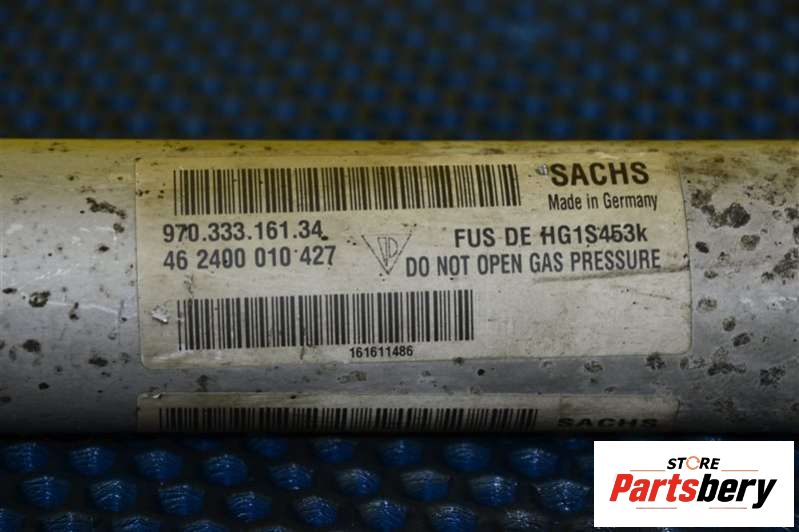 SACHS
Made in Germany
970.333.161.34
46 2400 010 427
FUS DE HG1S453k
DO NOT OPEN GAS PRESSURE
161611486
SACHS
STORE
Partsbery